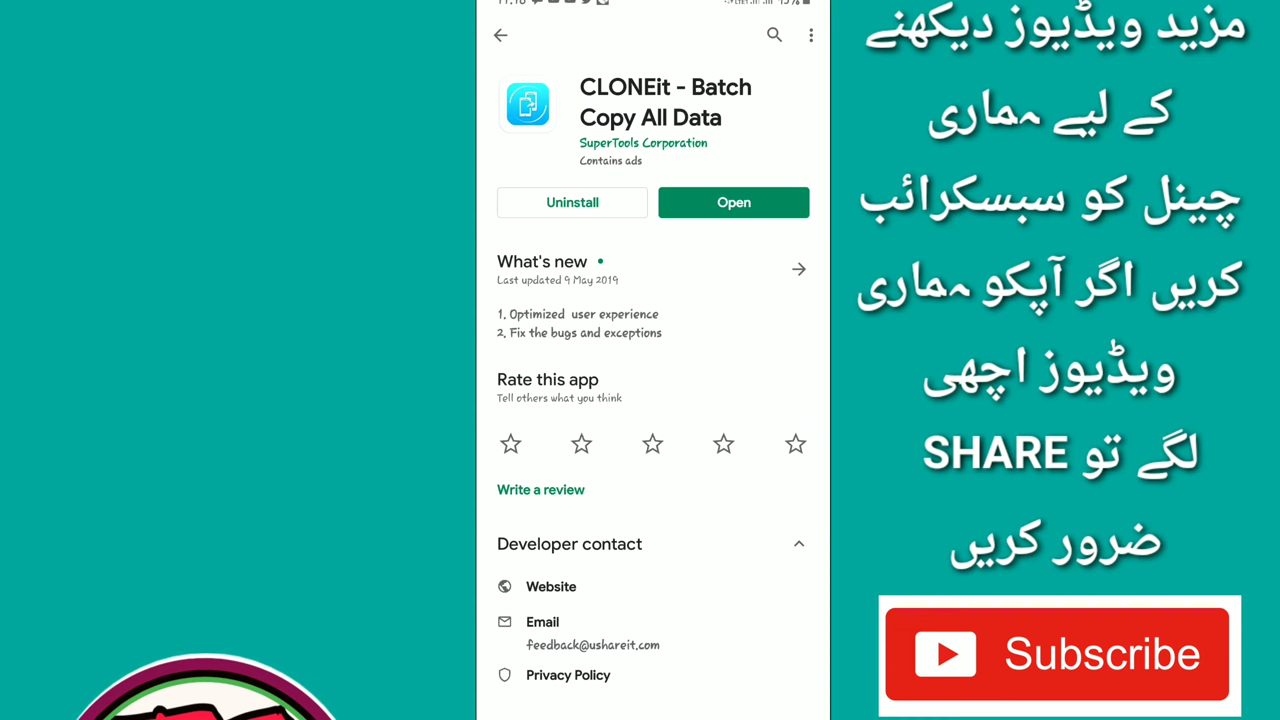 CLONEit - Batch
Copy All Data
SuperTools Corporation
Contains ads
Uninstall
Open
What's new
Last updated 9 May 2019
1. Optimized user experience
2. Fix the bugs and exceptions
Rate this app
Tell others what you think
Write a review
Developer contact
Website
Email
feedback@ushareit.com
Privacy Policy
مزید ویڈیوز دیکھنے
کے لیے ہماری
چینل کو سبسکرائب
کریں اگر آپکو ہماری
ویڈیوز اچھی
لگے تو SHARE
ضرور کریں
Subscribe